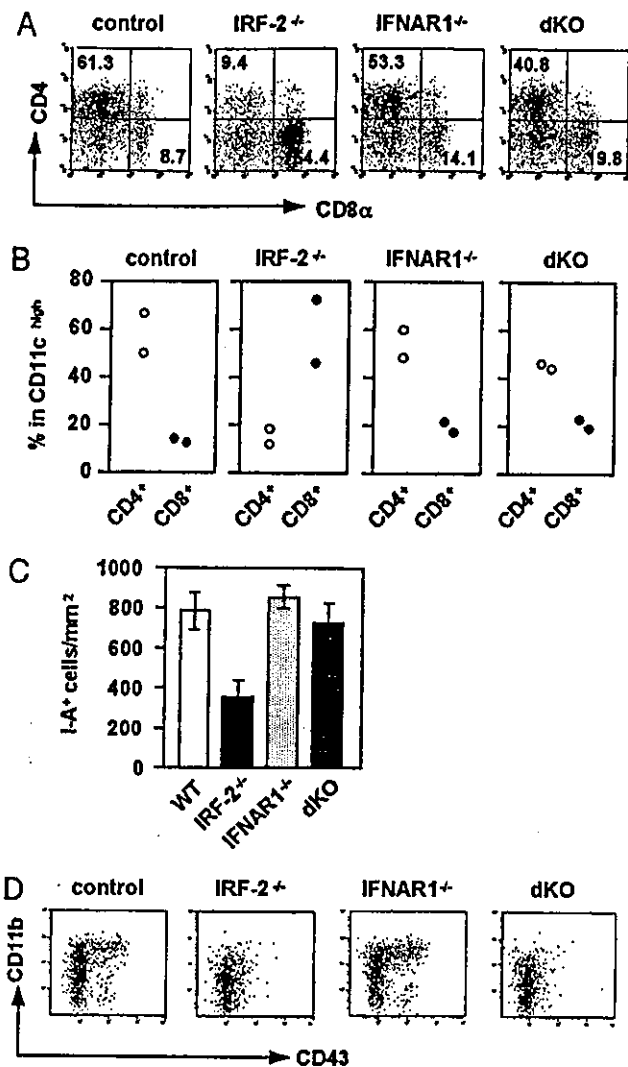 A
control IRF-2-/- IFNAR1-/- dKO
61.3 9.4 53.3 40.8
CD4
8.7 54.4 14.1 19.8
CD8α
B
control IRF-2-/- IFNAR1-/- dKO
% in CD11c high
80
60
40
20
0
CD4+ CD8+ CD4+ CD8+ CD4+ CD8+ CD4+ CD8+
C
I-A+ cells/mm2
1000
800
600
400
200
0
WT IRF-2-/- IFNAR1-/- dKO
D
control IRF-2-/- IFNAR1-/- dKO
CD11b
CD43